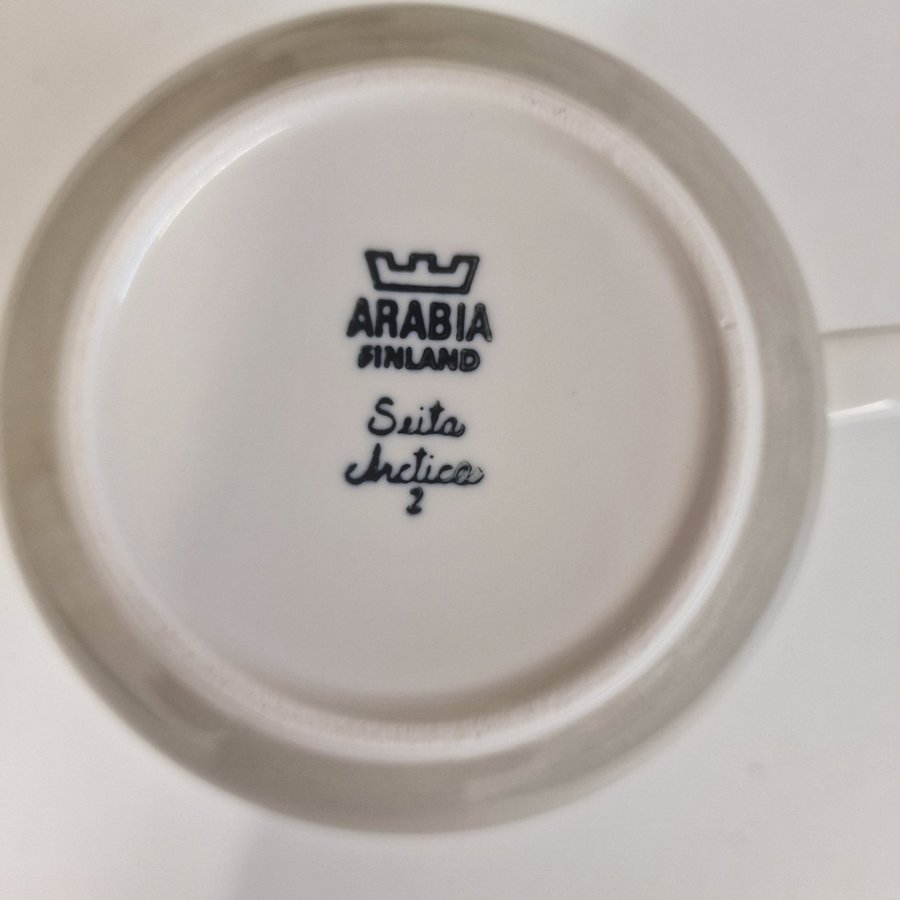 ARABIA
FINLAND
Seita
Arctica
2